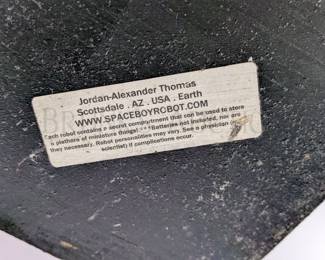 Jordan-Alexander Thomas
Scottsdale . AZ . USA . Earth
WWW.SPACEBOYROBOT.COM
Each robot contains a secret compartment that can be used to store
a plethora of miniature things! ***Batteries not included, nor are
they necessary. Robot personalities may vary. See a physician (or
scientist) if complications occur.